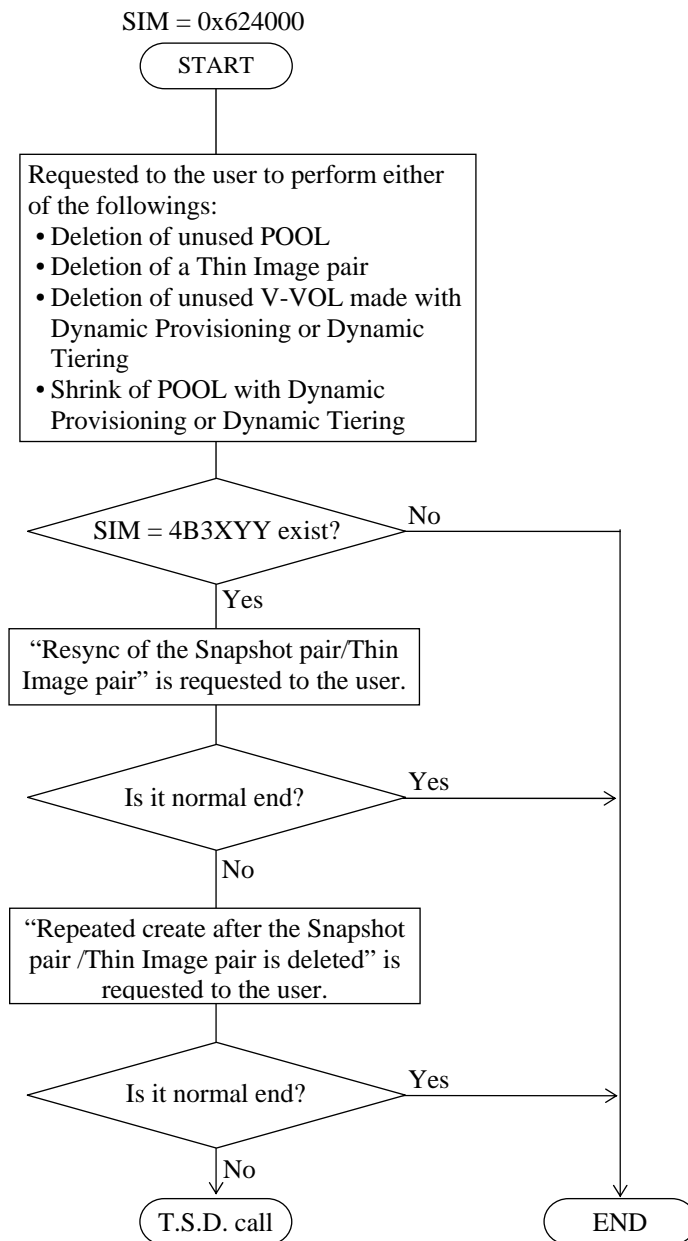 SIM = 0x624000
START
Requested to the user to perform either
of the followings:
• Deletion of unused POOL
• Deletion of a Thin Image pair
• Deletion of unused V-VOL made with
Dynamic Provisioning or Dynamic
Tiering
• Shrink of POOL with Dynamic
Provisioning or Dynamic Tiering
SIM = 4B3XYY exist?
No
Yes
“Resync of the Snapshot pair/Thin
Image pair” is requested to the user.
Is it normal end?
Yes
No
“Repeated create after the Snapshot
pair /Thin Image pair is deleted” is
requested to the user.
Is it normal end?
Yes
No
T.S.D. call
END